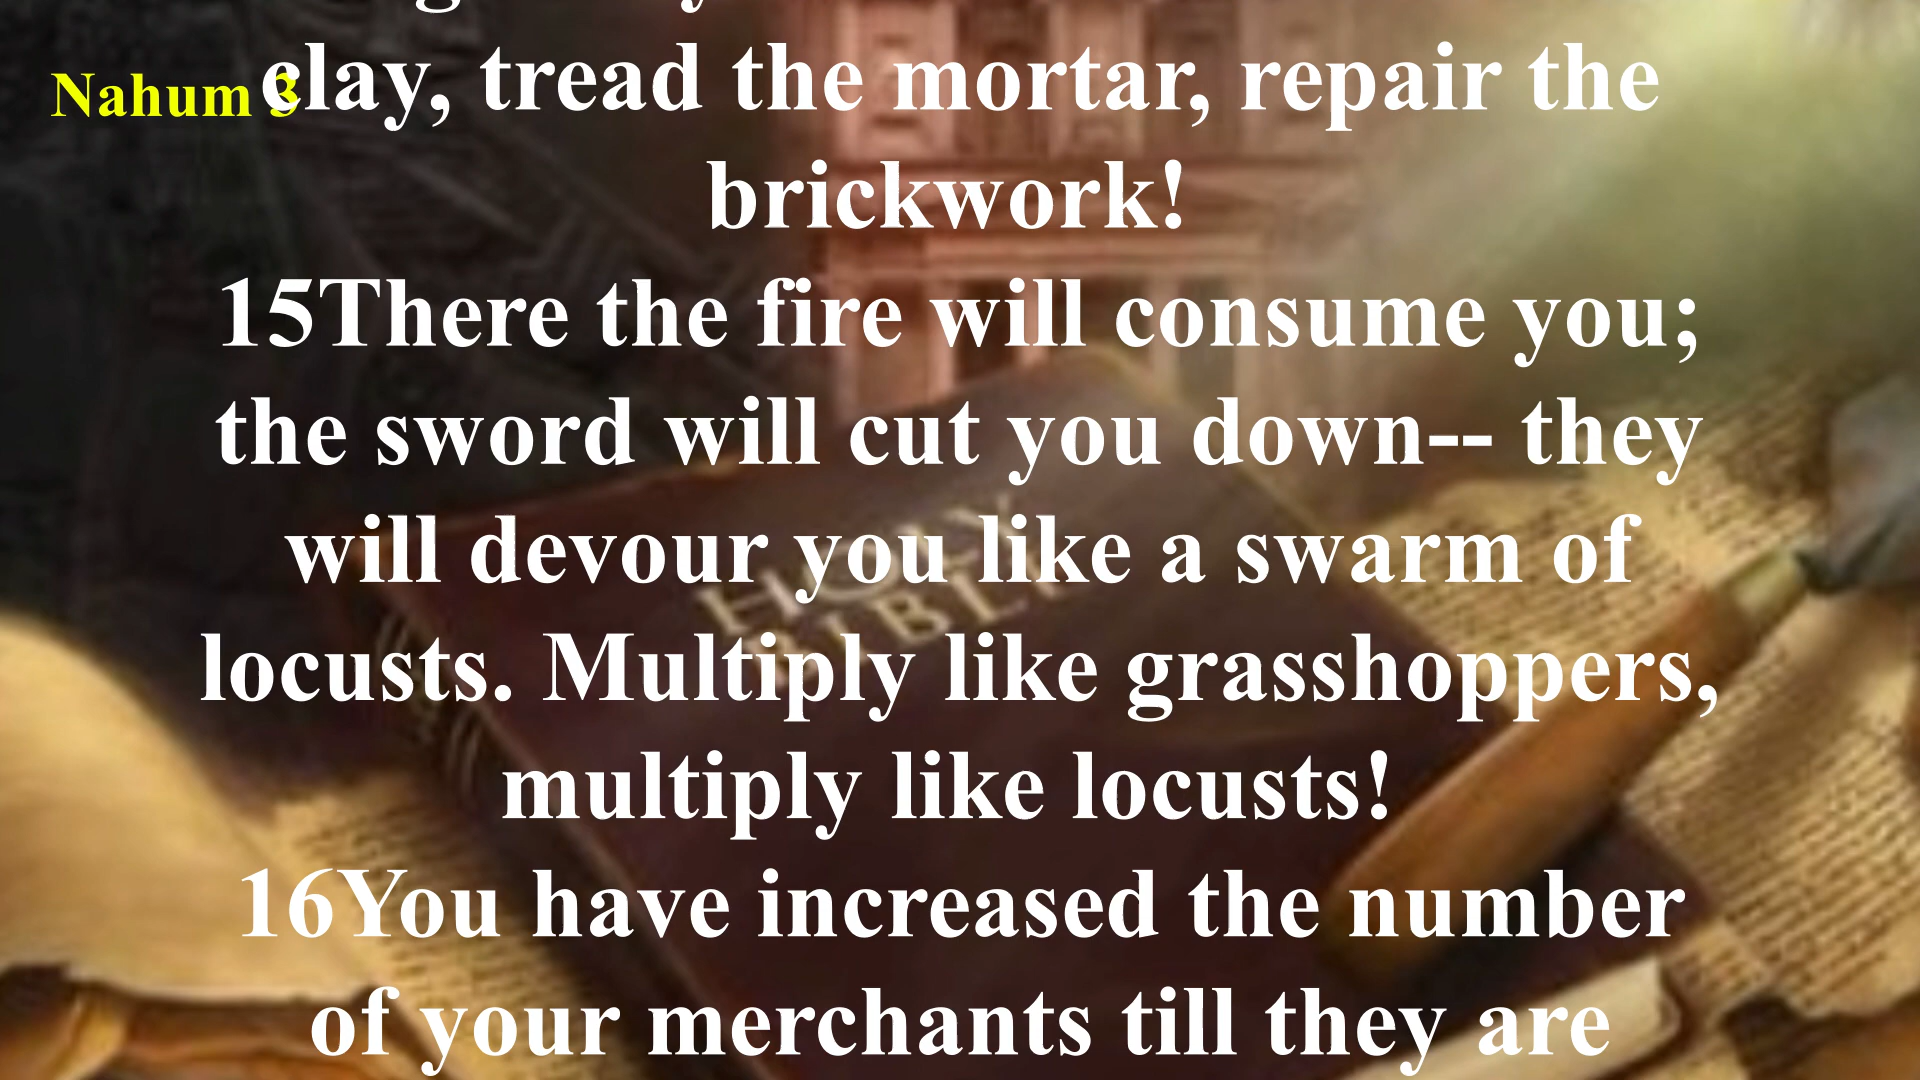 Nahum 3
clay, tread the mortar, repair the
brickwork!
15There the fire will consume you;
the sword will cut you down-- they
will devour you like a swarm of
locusts. Multiply like grasshoppers,
multiply like locusts!
16You have increased the number
of your merchants till they are
HOLY
BIBLE